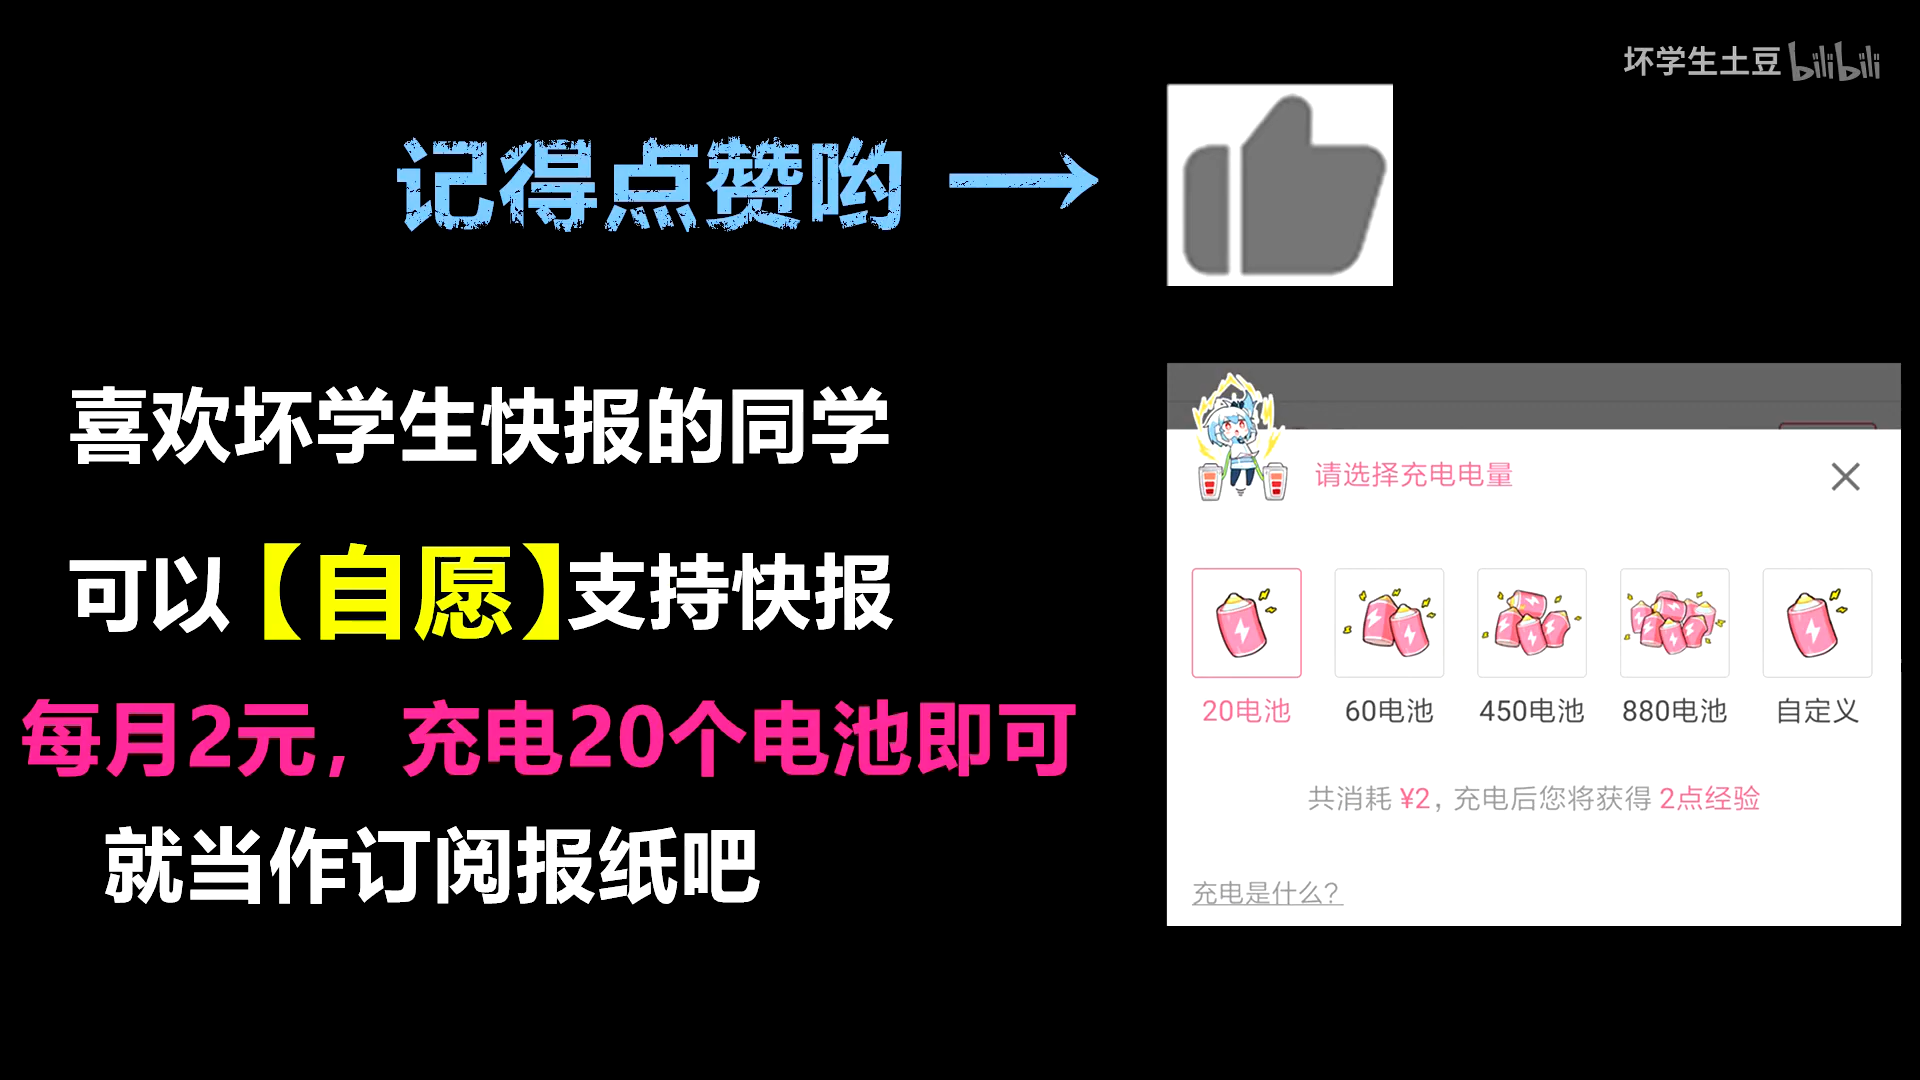 坏学生土豆 bilibili
记得点赞哟
喜欢坏学生快报的同学
可以【自愿】支持快报
每月2元，充电20个电池即可
就当作订阅报纸吧
请选择充电电量
20电池 60电池 450电池 880电池 自定义
共消耗 ¥2，充电后您将获得 2点经验
充电是什么？